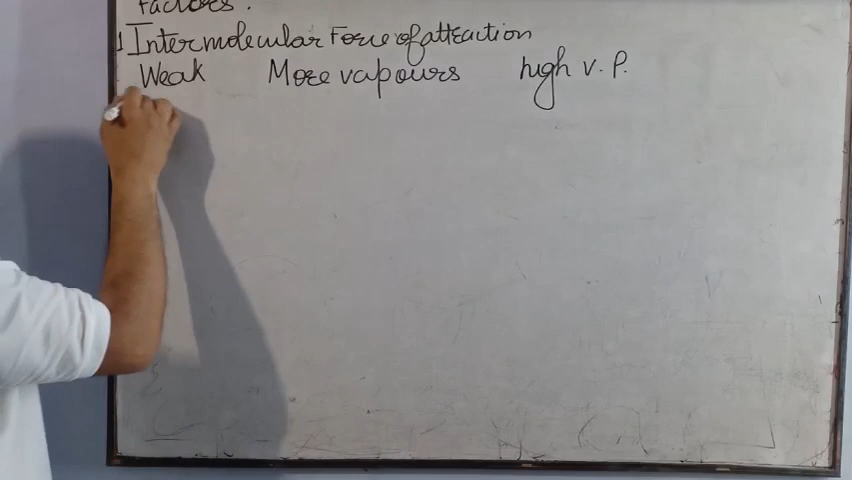 Factors.
1 Intermolecular Force of attraction
Weak More vapours high v. P.